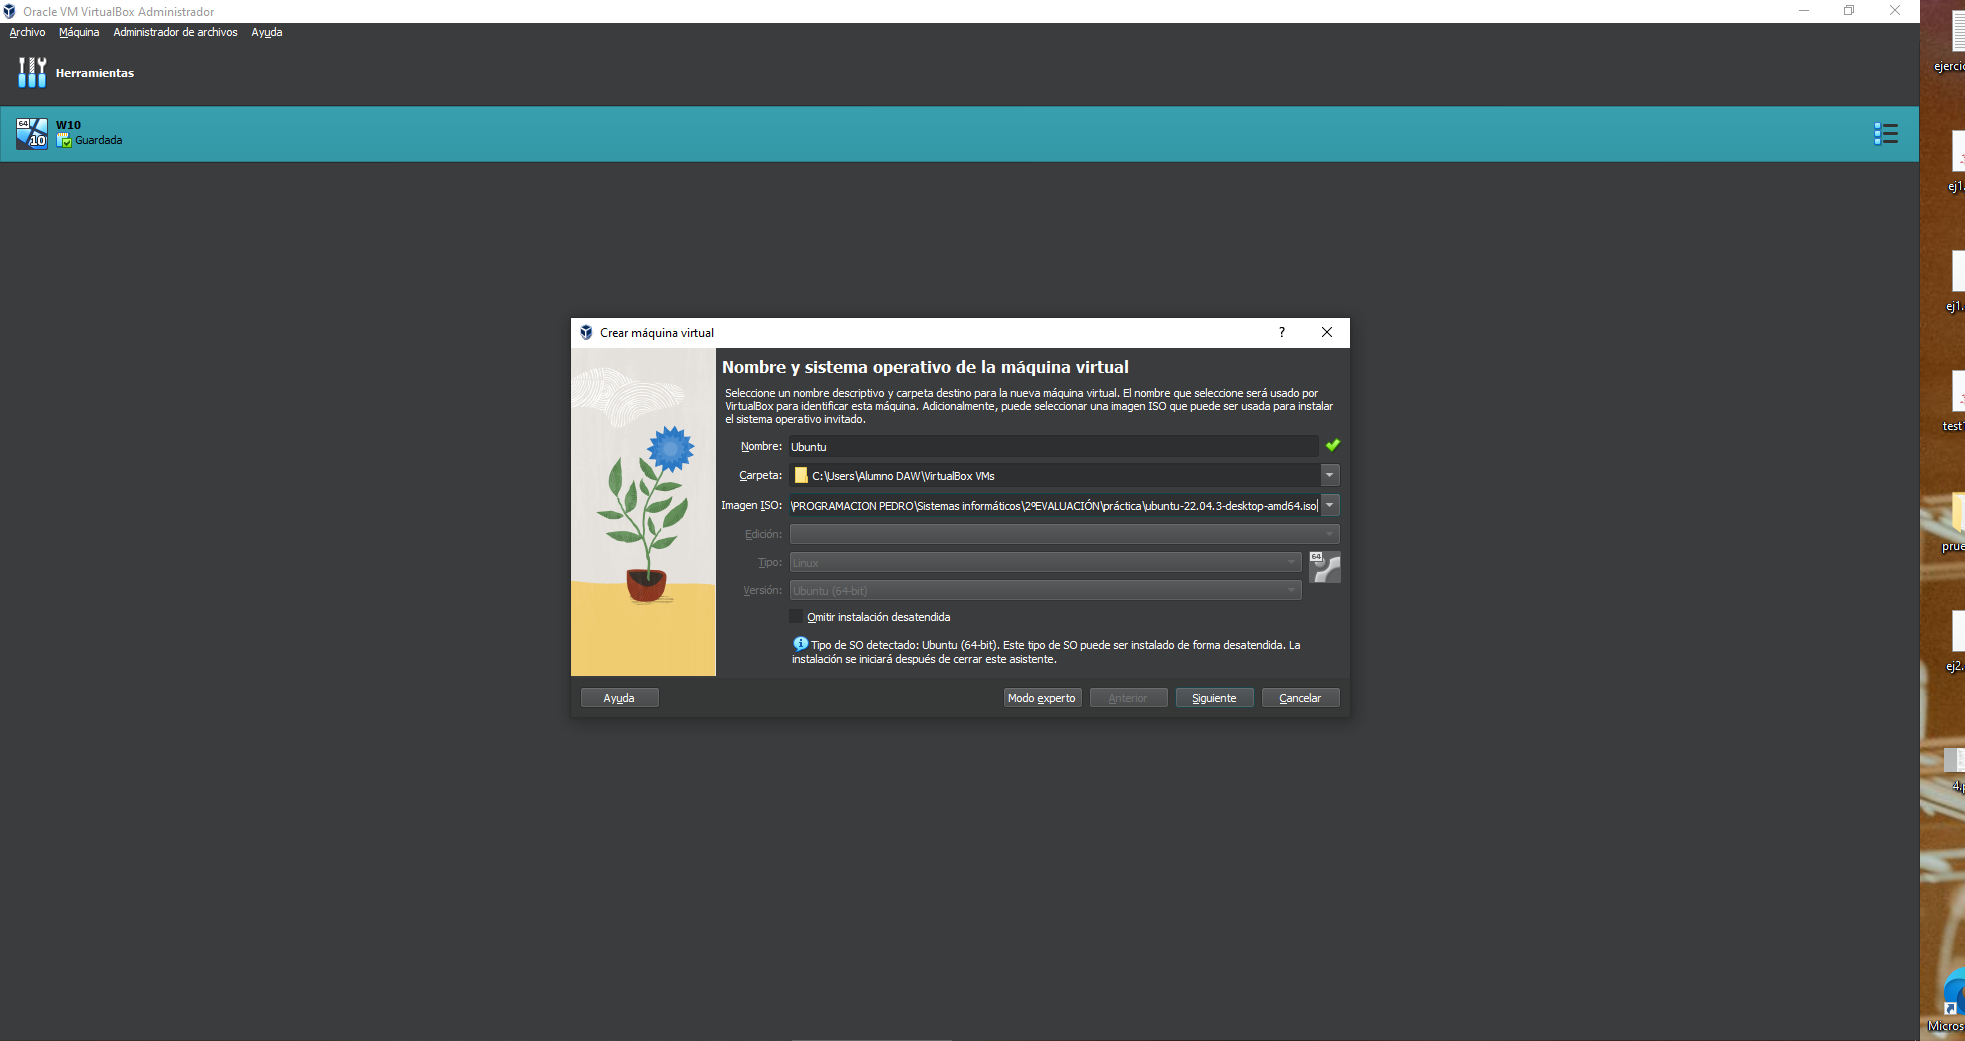 Oracle VM VirtualBox Administrador
Archivo Máquina Administrador de archivos Ayuda
Herramientas
64
10
W10
Guardada
Crear máquina virtual
?
Nombre y sistema operativo de la máquina virtual
Seleccione un nombre descriptivo y carpeta destino para la nueva máquina virtual. El nombre que seleccione será usado por
VirtualBox para identificar esta máquina. Adicionalmente, puede seleccionar una imagen ISO que puede ser usada para instalar
el sistema operativo invitado.
Nombre: Ubuntu
Carpeta: C:\Users\Alumno DAW\VirtualBox VMs
Imagen ISO: \PROGRAMACION PEDRO\Sistemas informáticos\2ºEVALUACIÓN\práctica\ubuntu-22.04.3-desktop-amd64.iso
Edición:
Tipo: Linux
64
Versión: Ubuntu (64-bit)
Omitir instalación desatendida
Tipo de SO detectado: Ubuntu (64-bit). Este tipo de SO puede ser instalado de forma desatendida. La
instalación se iniciará después de cerrar este asistente.
Ayuda Modo experto Anterior Siguiente Cancelar
ejercic
ej1.
ej1.
test
prue
ej2.
4.p
Micros